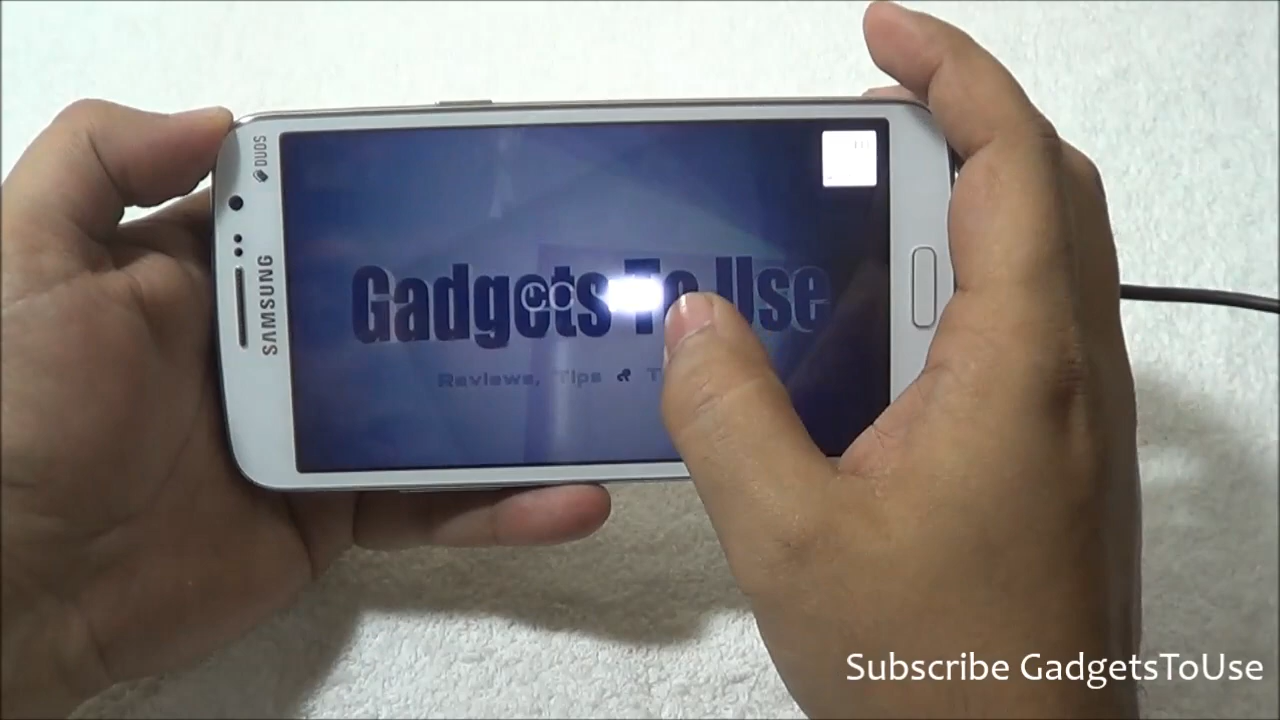 DUOS
SAMSUNG
Gadgets To Use
Reviews, Tips &
Subscribe GadgetsToUse